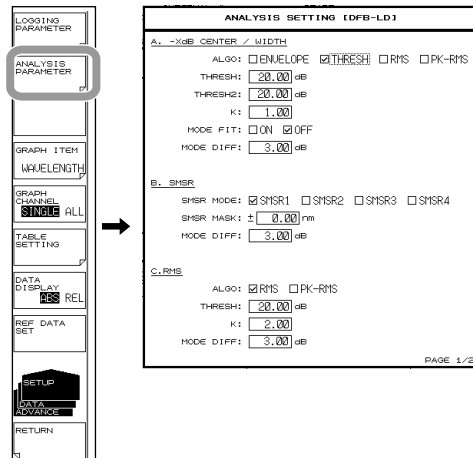 LOGGING
PARAMETER
ANALYSIS
PARAMETER
GRAPH ITEM
WAVELENGTH
GRAPH
CHANNEL
SINGLE ALL
TABLE
SETTING
DATA
DISPLAY
ABS REL
REF DATA
SET
SETUP
DATA
ADVANCE
RETURN
ANALYSIS SETTING [DFB-LD]
A. -XdB CENTER / WIDTH
ALGO: ☐ENVELOPE ☑THRESH ☐RMS ☐PK-RMS
THRESH: 20.00 dB
THRESH2: 20.00 dB
K: 1.00
MODE FIT: ☐ON ☑OFF
MODE DIFF: 3.00 dB
B. SMSR
SMSR MODE: ☑SMSR1 ☐SMSR2 ☐SMSR3 ☐SMSR4
SMSR MASK: ± 0.00 nm
MODE DIFF: 3.00 dB
C.RMS
ALGO: ☑RMS ☐PK-RMS
THRESH: 20.00 dB
K: 2.00
MODE DIFF: 3.00 dB
PAGE 1/2